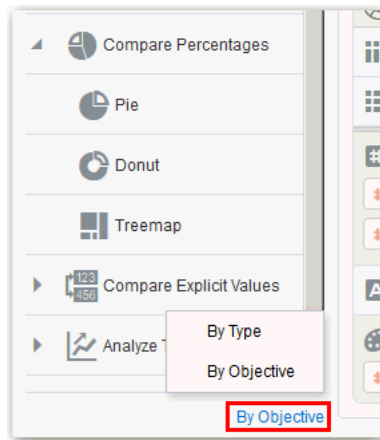 Compare Percentages
Pie
Donut
Treemap
123
456
Compare Explicit Values
Analyze
By Type
By Objective
By Objective